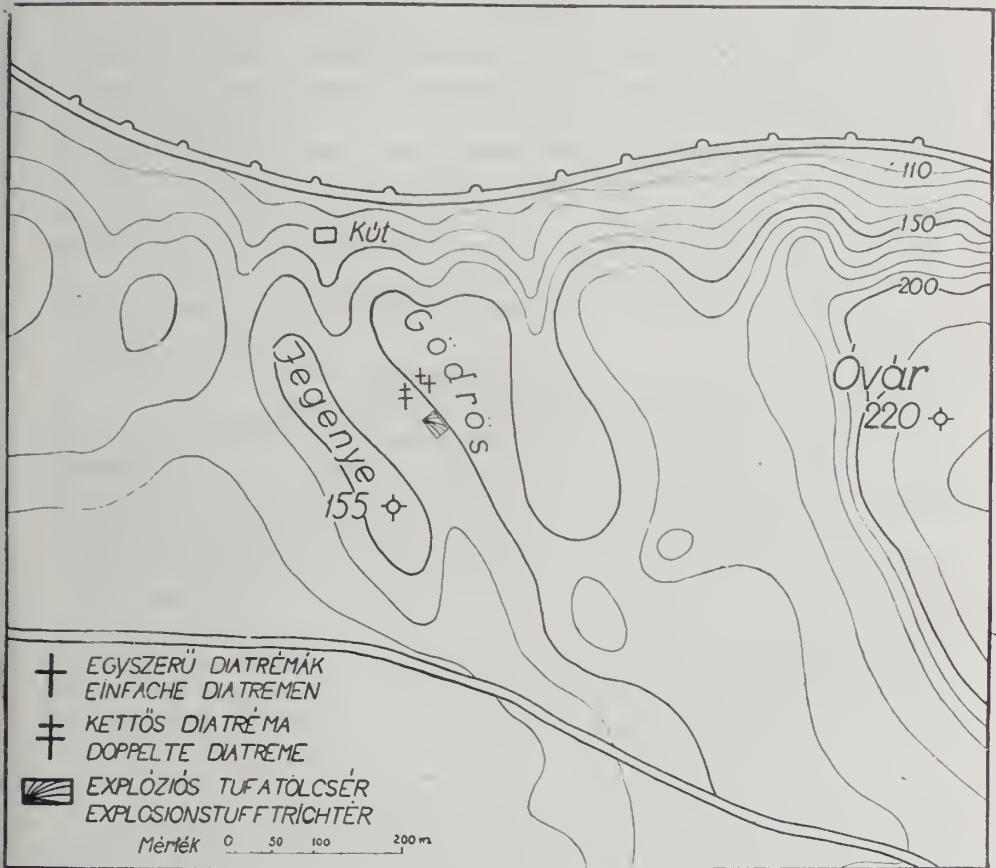 110
Kút
150
200
Gödrös
Jegenye
Óvár
220
155
EGYSZERŰ DIATRÉMÁK
EINFACHE DIATREMEN
KETTŐS DIATRÉMA
DOPPELTE DIATREME
EXPLÓZIÓS TUFATÖLCSÉR
EXPLOSIONSTUFFTRICHTER
Mérték 0 50 100 200 m